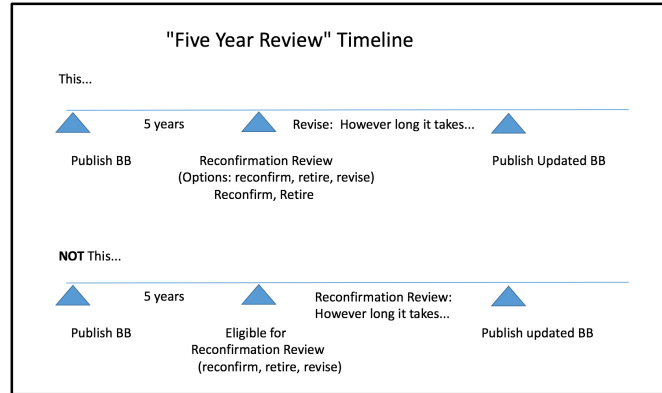 "Five Year Review" Timeline
This...
5 years
Revise: However long it takes...
Publish BB
Reconfirmation Review
(Options: reconfirm, retire, revise)
Reconfirm, Retire
Publish Updated BB
NOT This...
5 years
Reconfirmation Review:
However long it takes...
Publish BB
Eligible for
Reconfirmation Review
(reconfirm, retire, revise)
Publish updated BB